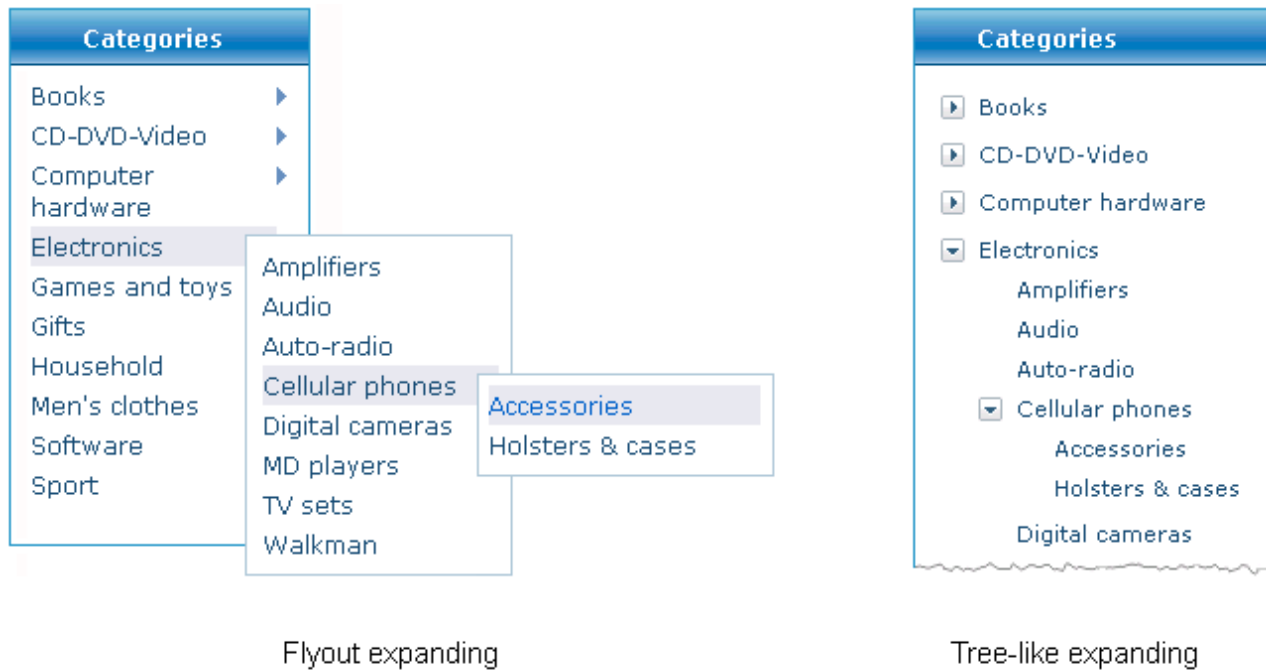 Categories
Books
CD-DVD-Video
Computer
hardware
Electronics
Games and toys
Gifts
Household
Men's clothes
Software
Sport
Amplifiers
Audio
Auto-radio
Cellular phones
Digital cameras
MD players
TV sets
Walkman
Accessories
Holsters & cases
Flyout expanding
Categories
Books
CD-DVD-Video
Computer hardware
Electronics
Amplifiers
Audio
Auto-radio
Cellular phones
Accessories
Holsters & cases
Digital cameras
Tree-like expanding